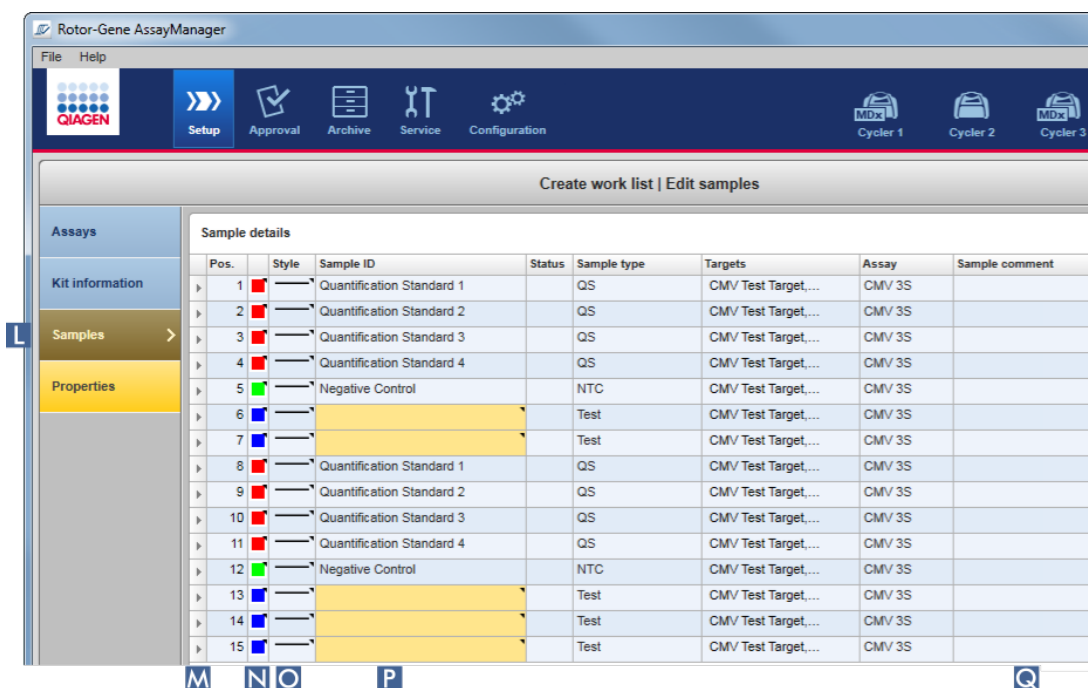 Rotor-Gene AssayManager
File Help
QIAGEN
Setup Approval Archive Service Configuration MDx Cycler 1 Cycler 2 MDx Cycler 3
Create work list | Edit samples
Assays
Kit information
Samples
Properties
L
Sample details
Pos. Style Sample ID Status Sample type Targets Assay Sample comment
1 Quantification Standard 1 QS CMV Test Target,... CMV 3S
2 Quantification Standard 2 QS CMV Test Target,... CMV 3S
3 Quantification Standard 3 QS CMV Test Target,... CMV 3S
4 Quantification Standard 4 QS CMV Test Target,... CMV 3S
5 Negative Control NTC CMV Test Target,... CMV 3S
6 Test CMV Test Target,... CMV 3S
7 Test CMV Test Target,... CMV 3S
8 Quantification Standard 1 QS CMV Test Target,... CMV 3S
9 Quantification Standard 2 QS CMV Test Target,... CMV 3S
10 Quantification Standard 3 QS CMV Test Target,... CMV 3S
11 Quantification Standard 4 QS CMV Test Target,... CMV 3S
12 Negative Control NTC CMV Test Target,... CMV 3S
13 Test CMV Test Target,... CMV 3S
14 Test CMV Test Target,... CMV 3S
15 Test CMV Test Target,... CMV 3S
M N O P Q